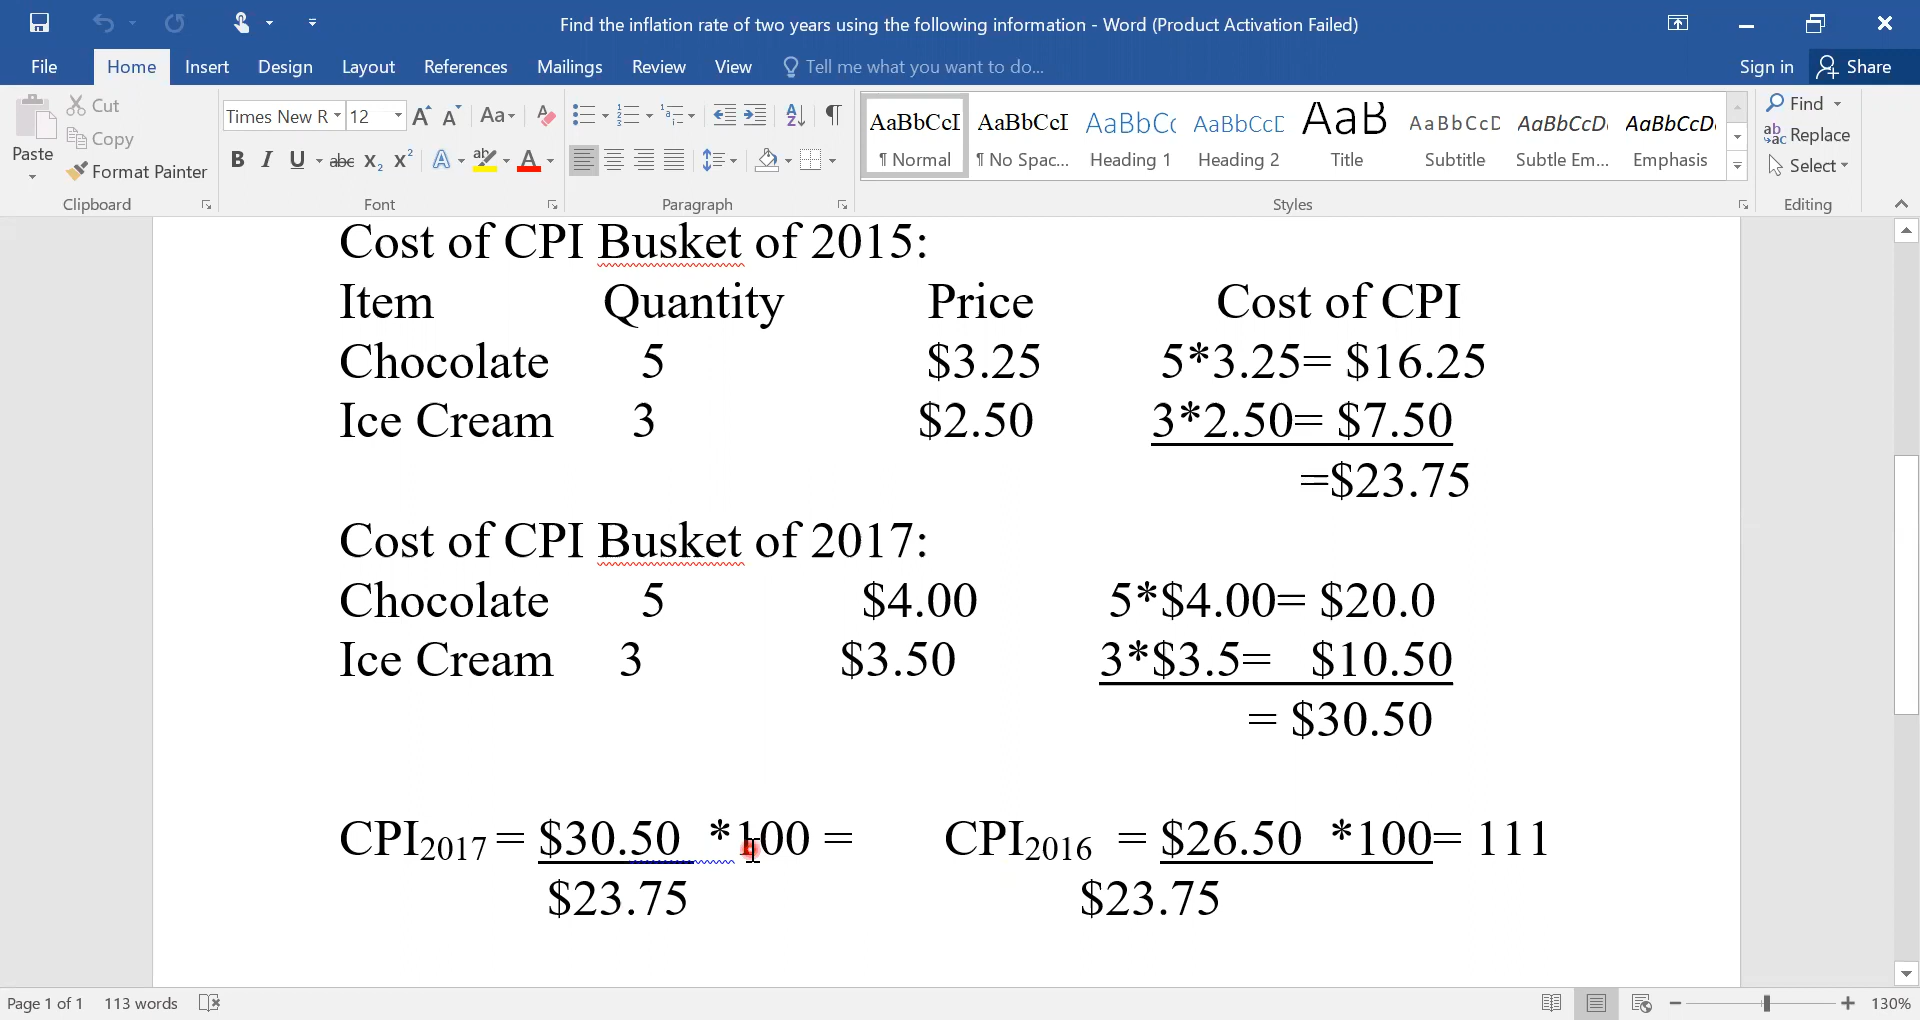 Find the inflation rate of two years using the following information - Word (Product Activation Failed)
File Home Insert Design Layout References Mailings Review View Tell me what you want to do... Sign in Share
Paste Cut Copy Format Painter
Times New R 12
AaBbCcI AaBbCcI AaBbCc AaBbCcC AaB AaBbCcD AaBbCcD AaBbCcD
¶ Normal ¶ No Spac... Heading 1 Heading 2 Title Subtitle Subtle Em... Emphasis
Find Replace Select
Clipboard Font Paragraph Styles Editing
Cost of CPI Busket of 2015:
Item Quantity Price Cost of CPI
Chocolate 5 $3.25 5*3.25= $16.25
Ice Cream 3 $2.50 3*2.50= $7.50
=$23.75
Cost of CPI Busket of 2017:
Chocolate 5 $4.00 5*$4.00= $20.0
Ice Cream 3 $3.50 3*$3.5= $10.50
= $30.50
CPI2017 = $30.50 *100 = CPI2016 = $26.50 *100= 111
$23.75 $23.75
Page 1 of 1 113 words 130%